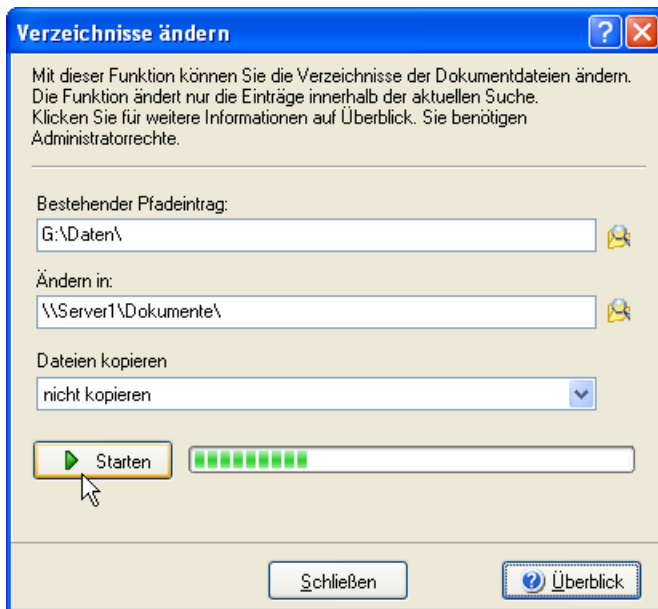 Verzeichnisse ändern
Mit dieser Funktion können Sie die Verzeichnisse der Dokumentdateien ändern.
Die Funktion ändert nur die Einträge innerhalb der aktuellen Suche.
Klicken Sie für weitere Informationen auf Überblick. Sie benötigen
Administratorrechte.
Bestehender Pfadeintrag:
G:\Daten\
Ändern in:
\\Server1\Dokumente\
Dateien kopieren
nicht kopieren
Starten
Schließen
Überblick